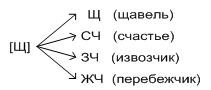 Щ (щавель)
СЧ (счастье)
[Щ]
ЗЧ (извозчик)
ЖЧ (перебежчик)